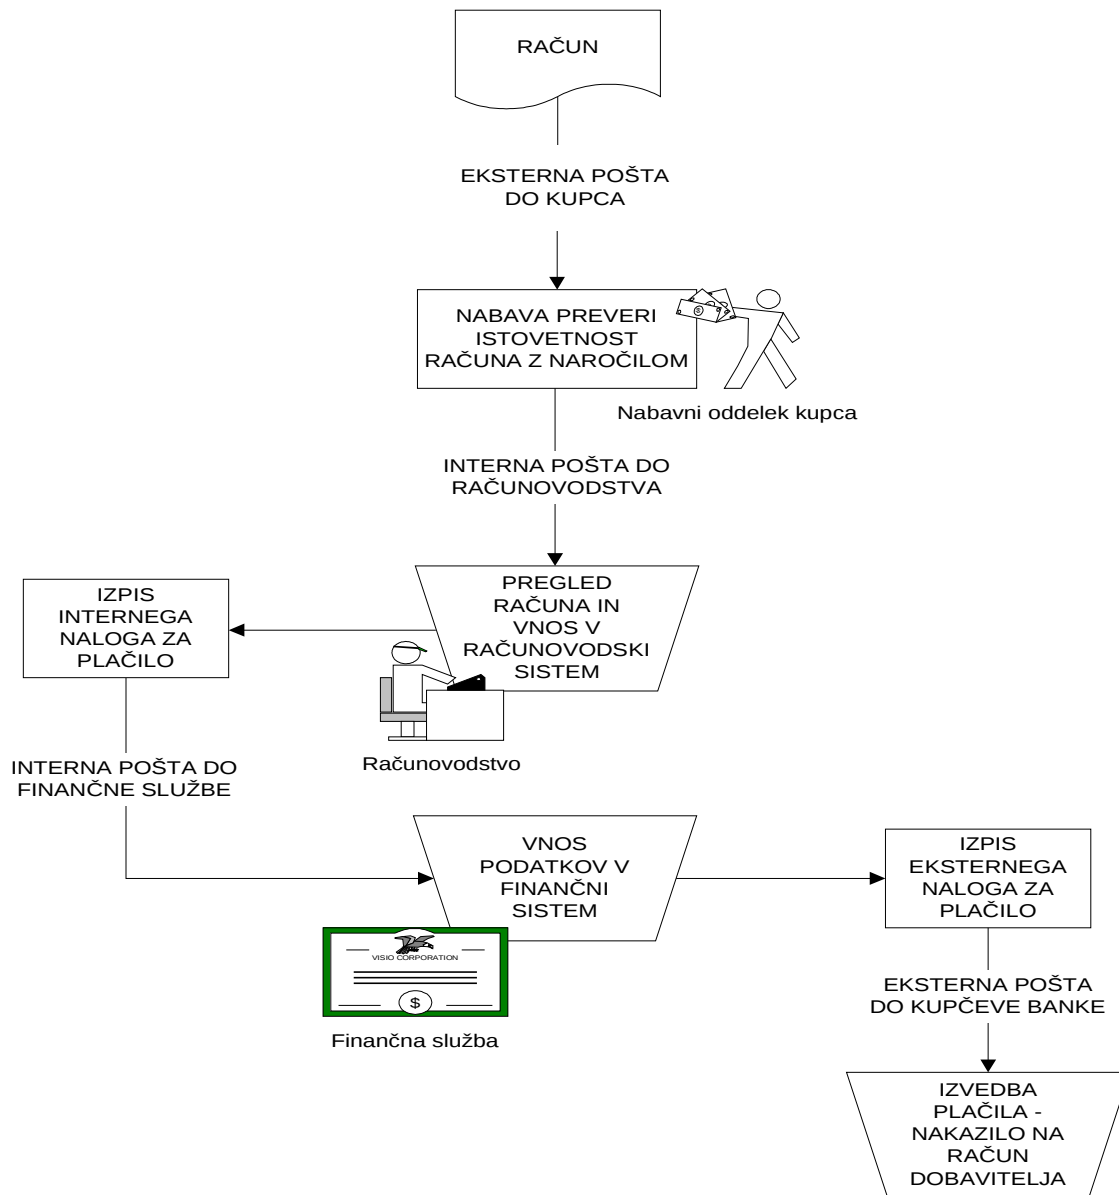 RAČUN
EKSTERNA POŠTA
DO KUPCA
NABAVA PREVERI
ISTOVETNOST
RAČUNA Z NAROČILOM
Nabavni oddelek kupca
INTERNA POŠTA DO
RAČUNOVODSTVA
PREGLED
RAČUNA IN
VNOS V
RAČUNOVODSKI
SISTEM
Računovodstvo
IZPIS
INTERNEGA
NALOGA ZA
PLAČILO
INTERNA POŠTA DO
FINANČNE SLUŽBE
VNOS
PODATKOV V
FINANČNI
SISTEM
VISIO CORPORATION
$
Finančna služba
IZPIS
EKSTERNEGA
NALOGA ZA
PLAČILO
EKSTERNA POŠTA
DO KUPČEVE BANKE
IZVEDBA
PLAČILA -
NAKAZILO NA
RAČUN
DOBAVITELJA